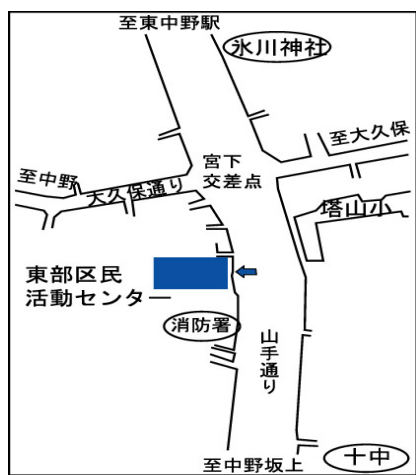 至東中野駅
氷川神社
至大久保
宮下
交差点
至中野
大久保通り
塔山小
東部区民
活動センター
消防署
山手通り
十中
至中野坂上